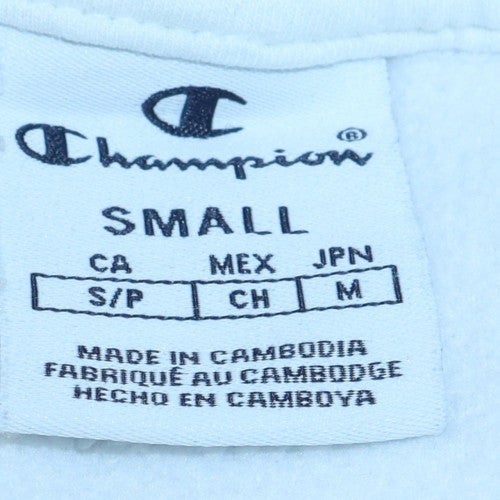 Champion®
SMALL
CA MEX JPN
S/P CH M
MADE IN CAMBODIA
FABRIQUÉ AU CAMBODGE
HECHO EN CAMBOYA